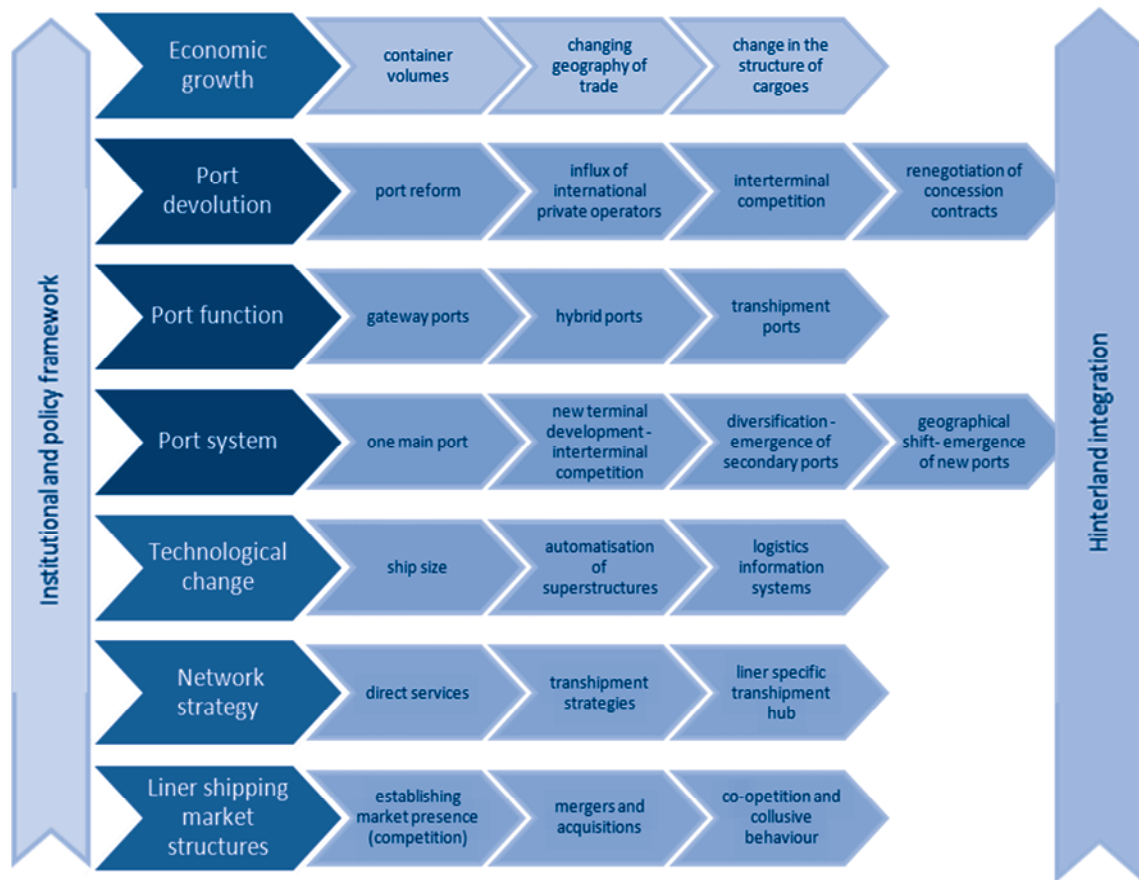 Institutional and policy framework
Economic
growth
container
volumes
changing
geography of
trade
change in the
structure of
cargoes
Port
devolution
port reform
influx of
international
private operators
interterminal
competition
renegotiation of
concession
contracts
Port function
gateway ports
hybrid ports
transhipment
ports
Port system
one main port
new terminal
development-
interterminal
competition
diversification -
emergence of
secondary ports
geographical
shift- emergence
of new ports
Technological
change
ship size
automatisation
of
superstructures
logistics
information
systems
Network
strategy
direct services
transhipment
strategies
liner specific
transhipment
hub
Liner shipping
market
structures
establishing
market presence
(competition)
mergers and
acquisitions
co-opetition and
collusive
behaviour
Hinterland integration